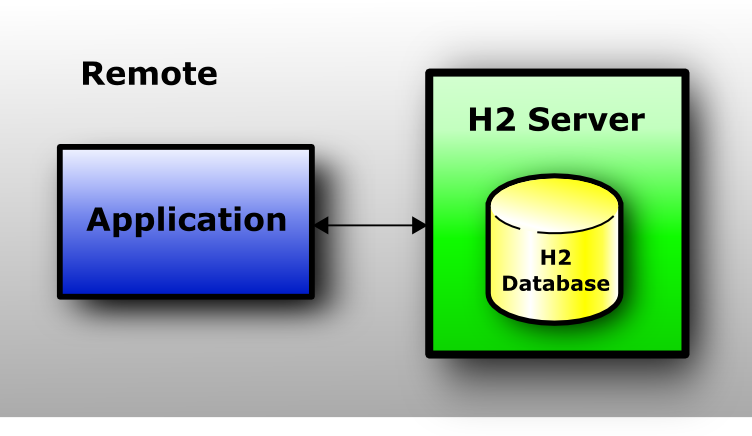 Remote
H2 Server
Application
H2
Database